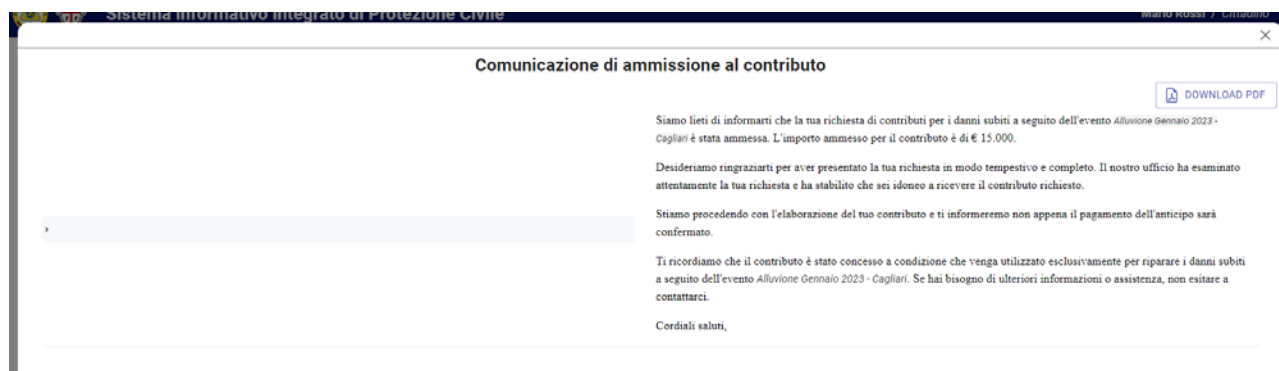 Sistema Informativo Integrato di Protezione Civile
Mario Rossi / Cittadino
Comunicazione di ammissione al contributo
DOWNLOAD PDF
Siamo lieti di informarti che la tua richiesta di contributi per i danni subiti a seguito dell'evento Alluvione Gennaio 2023 -
Cagliari è stata ammessa. L'importo ammesso per il contributo è di € 15.000.
Desideriamo ringraziarti per aver presentato la tua richiesta in modo tempestivo e completo. Il nostro ufficio ha esaminato
attentamente la tua richiesta e ha stabilito che sei idoneo a ricevere il contributo richiesto.
Stiamo procedendo con l'elaborazione del tuo contributo e ti informeremo non appena il pagamento dell'anticipo sarà
confermato.
Ti ricordiamo che il contributo è stato concesso a condizione che venga utilizzato esclusivamente per riparare i danni subiti
a seguito dell'evento Alluvione Gennaio 2023 - Cagliari. Se hai bisogno di ulteriori informazioni o assistenza, non esitare a
contattarci.
Cordiali saluti,